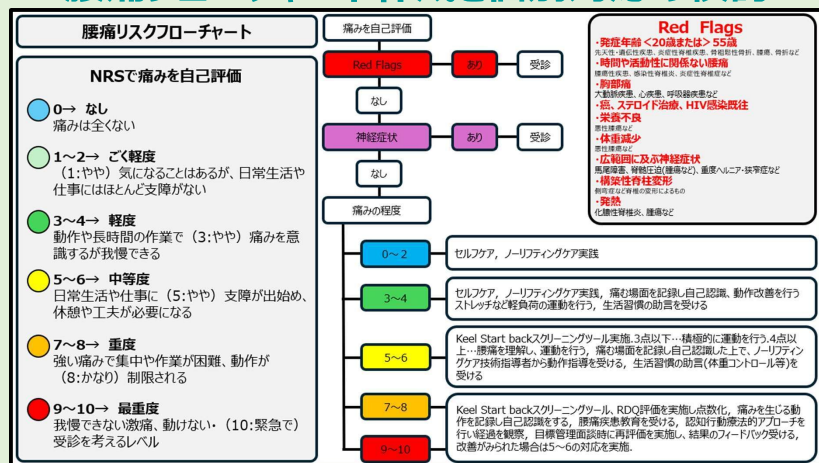 腰痛リスクフローチャート
NRSで痛みを自己評価
0→ なし
痛みは全くない
1～2→ ごく軽度
（1:やや）気になることはあるが、日常生活や
仕事にはほとんど支障がない
3～4→ 軽度
動作や長時間の作業で（3:やや）痛みを意
識するが我慢できる
5～6→ 中等度
日常生活や仕事に（5:やや）支障が出始め、
休憩や工夫が必要になる
7～8→ 重度
強い痛みで集中や作業が困難、動作が
（8:かなり）制限される
9～10→ 最重度
我慢できない激痛、動けない・（10:緊急で）
受診を考えるレベル
痛みを自己評価
Red Flags
あり
受診
なし
神経症状
あり
受診
なし
痛みの程度
0～2
セルフケア，ノーリフティングケア実践
3～4
セルフケア，ノーリフティングケア実践，痛む場面を記録し自己認識、動作改善を行う
ストレッチなど軽負荷の運動を行う，生活習慣の助言を受ける
5～6
Keel Start backスクリーニングツール実施.3点以下…積極的に運動を行う.4点以
上…腰痛を理解し、運動を行う，痛む場面を記録し自己認識した上で、ノーリフティン
グケア技術指導者から動作指導を受ける，生活習慣の助言(体重コントロール等)を
受ける
7～8
9～10
Keel Start backスクリーニングツール、RDQ評価を実施し点数化，痛みを生じる動
作を記録し自己認識をする，腰痛疾患教育を受ける，認知行動療法的アプローチを
行い経過を観察，目標管理面談時に再評価を実施し、結果のフィードバック受ける，
改善がみられた場合は5～6の対応を実施.
Red Flags
・発症年齢＜20歳または＞55歳
先天性・遺伝性疾患、炎症性脊椎疾患、骨粗鬆性骨折、腫瘍、骨折など
・時間や活動性に関係ない腰痛
腫瘍性疾患、感染性脊椎炎、炎症性脊椎症など
・胸部痛
大動脈疾患、心疾患、呼吸器疾患など
・癌、ステロイド治療、HIV感染既往
・栄養不良
悪性腫瘍など
・体重減少
悪性腫瘍など
・広範囲に及ぶ神経症状
馬尾障害、脊髄圧迫(腫瘍など)、重度ヘルニア・狭窄症など
・構築性脊柱変形
側弯症など脊椎の変形によるもの
・発熱
化膿性脊椎炎、腫瘍など